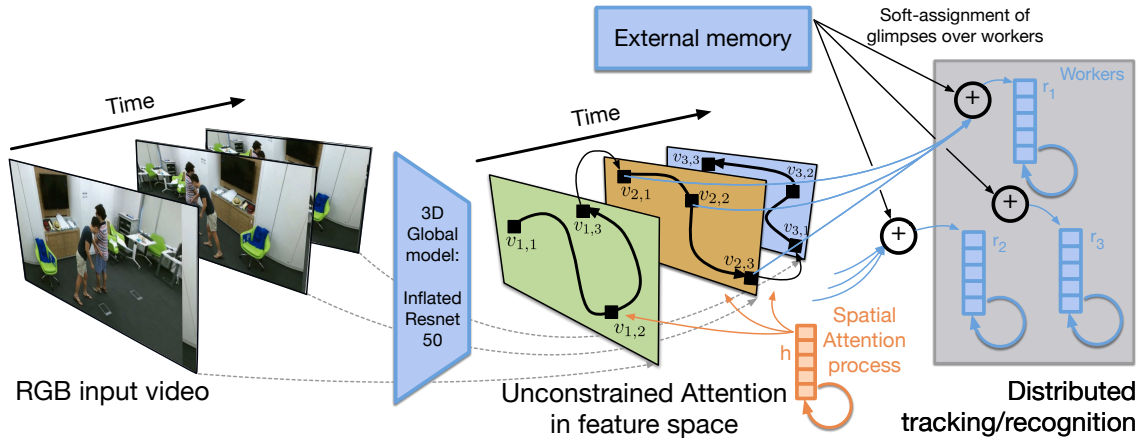 External memory
Soft-assignment of
glimpses over workers
Workers
Time
Time
3D
Global
model:
Inflated
Resnet
50
v1,1
v1,2
v1,3
v2,1
v2,2
v2,3
v3,1
v3,2
v3,3
+
+
+
r1
r2
r3
h
Spatial
Attention
process
RGB input video
Unconstrained Attention
in feature space
Distributed
tracking/recognition